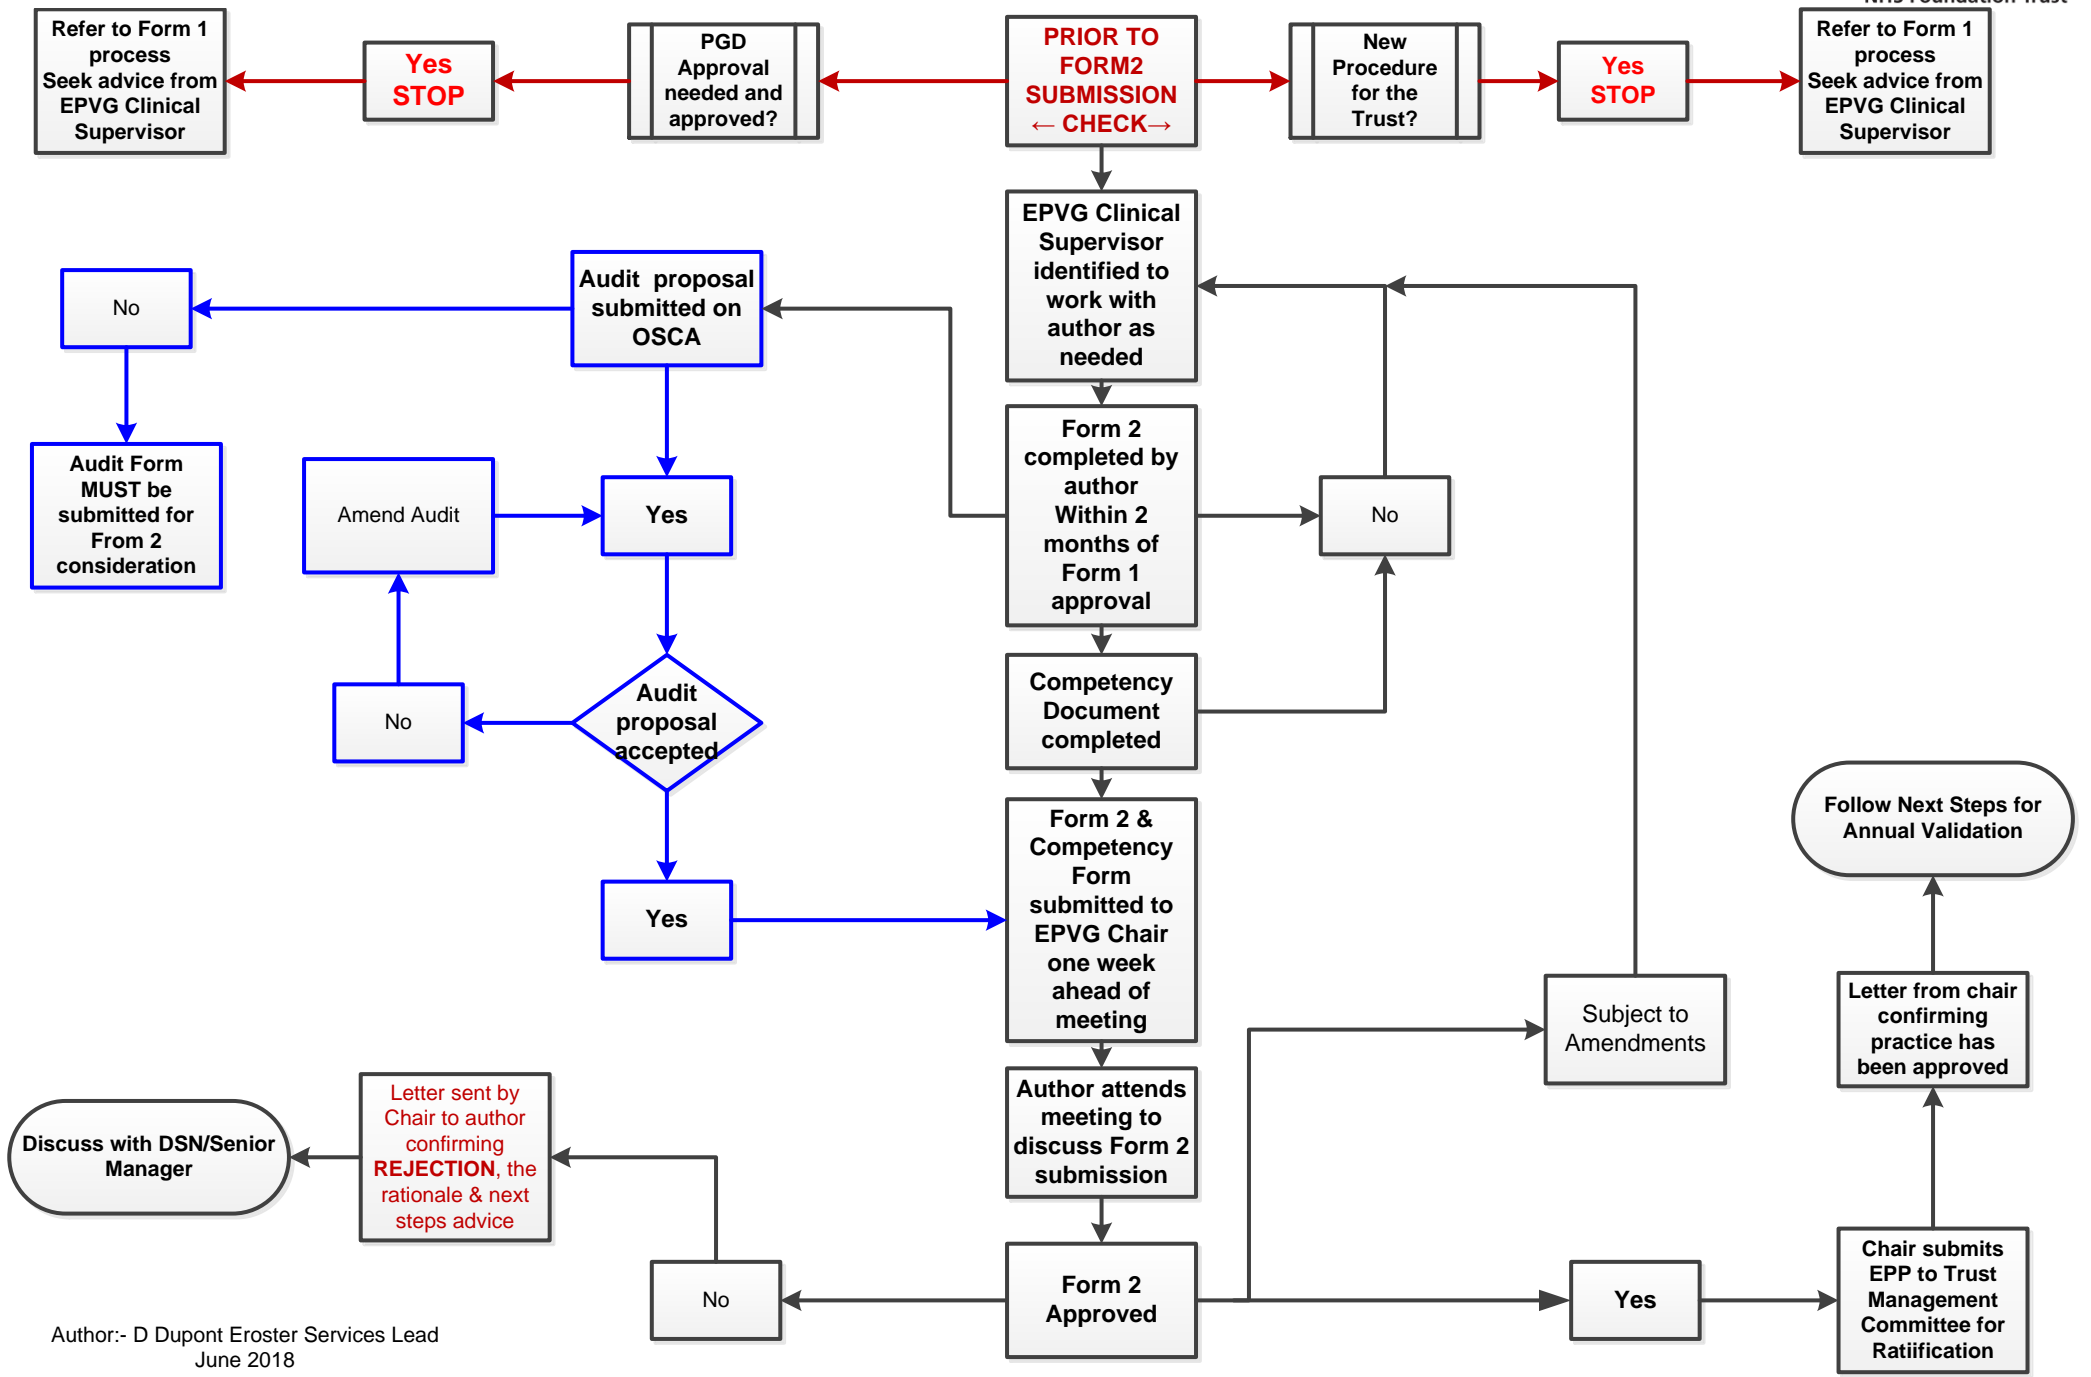 NHS Foundation Trust
Refer to Form 1
process
Seek advice from
EPVG Clinical
Supervisor
Yes
STOP
PGD
Approval
needed and
approved?
PRIOR TO
FORM2
SUBMISSION
← CHECK→
New
Procedure
for the
Trust?
Yes
STOP
Refer to Form 1
process
Seek advice from
EPVG Clinical
Supervisor
EPVG Clinical
Supervisor
identified to
work with
author as
needed
Audit proposal
submitted on
OSCA
No
Audit Form
MUST be
submitted for
From 2
consideration
Amend Audit
Yes
Form 2
completed by
author
Within 2
months of
Form 1
approval
No
No
Audit
proposal
accepted
Competency
Document
completed
Yes
Form 2 &
Competency
Form
submitted to
EPVG Chair
one week
ahead of
meeting
Follow Next Steps for
Annual Validation
Subject to
Amendments
Letter from chair
confirming
practice has
been approved
Discuss with DSN/Senior
Manager
Letter sent by
Chair to author
confirming
REJECTION, the
rationale & next
steps advice
Author attends
meeting to
discuss Form 2
submission
No
Form 2
Approved
Yes
Chair submits
EPP to Trust
Management
Committee for
Ratiification
Author:- D Dupont Eroster Services Lead
June 2018